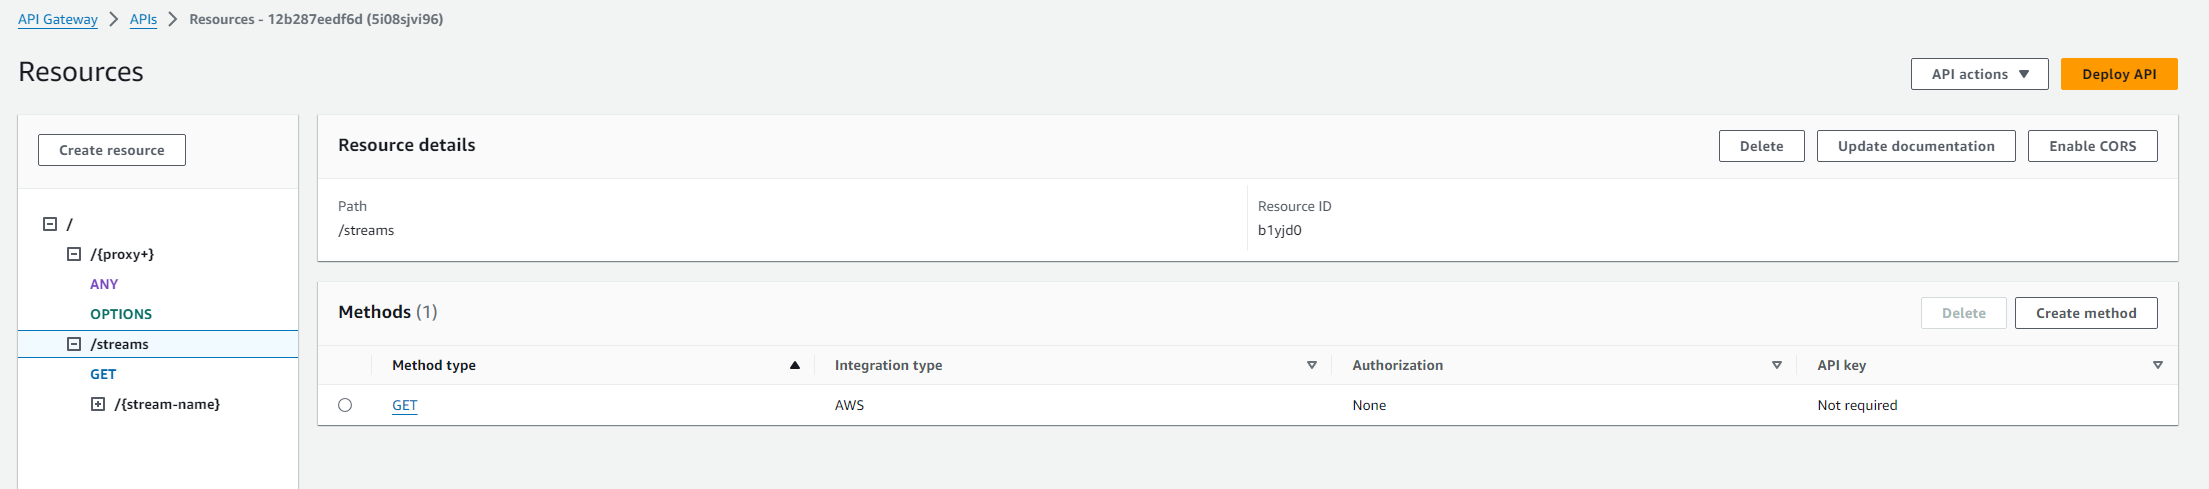 API Gateway > APIs > Resources - 12b287eedf6d (5i08sjvi96)
Resources
API actions
Deploy API
Create resource
/
/{proxy+}
ANY
OPTIONS
/streams
GET
/{stream-name}
Resource details
Delete
Update documentation
Enable CORS
Path
/streams
Resource ID
b1yjd0
Methods (1)
Delete
Create method
Method type Integration type Authorization API key
GET AWS None Not required